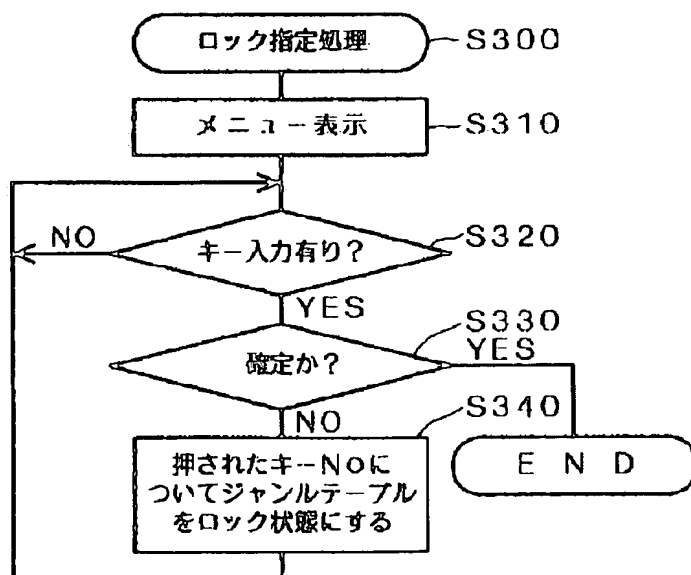 ロック指定処理
S300
メニュー表示
S310
NO
キー入力有り？
S320
YES
S330
確定か？
YES
NO
S340
押されたキーNoに
ついてジャンルテーブル
をロック状態にする
END